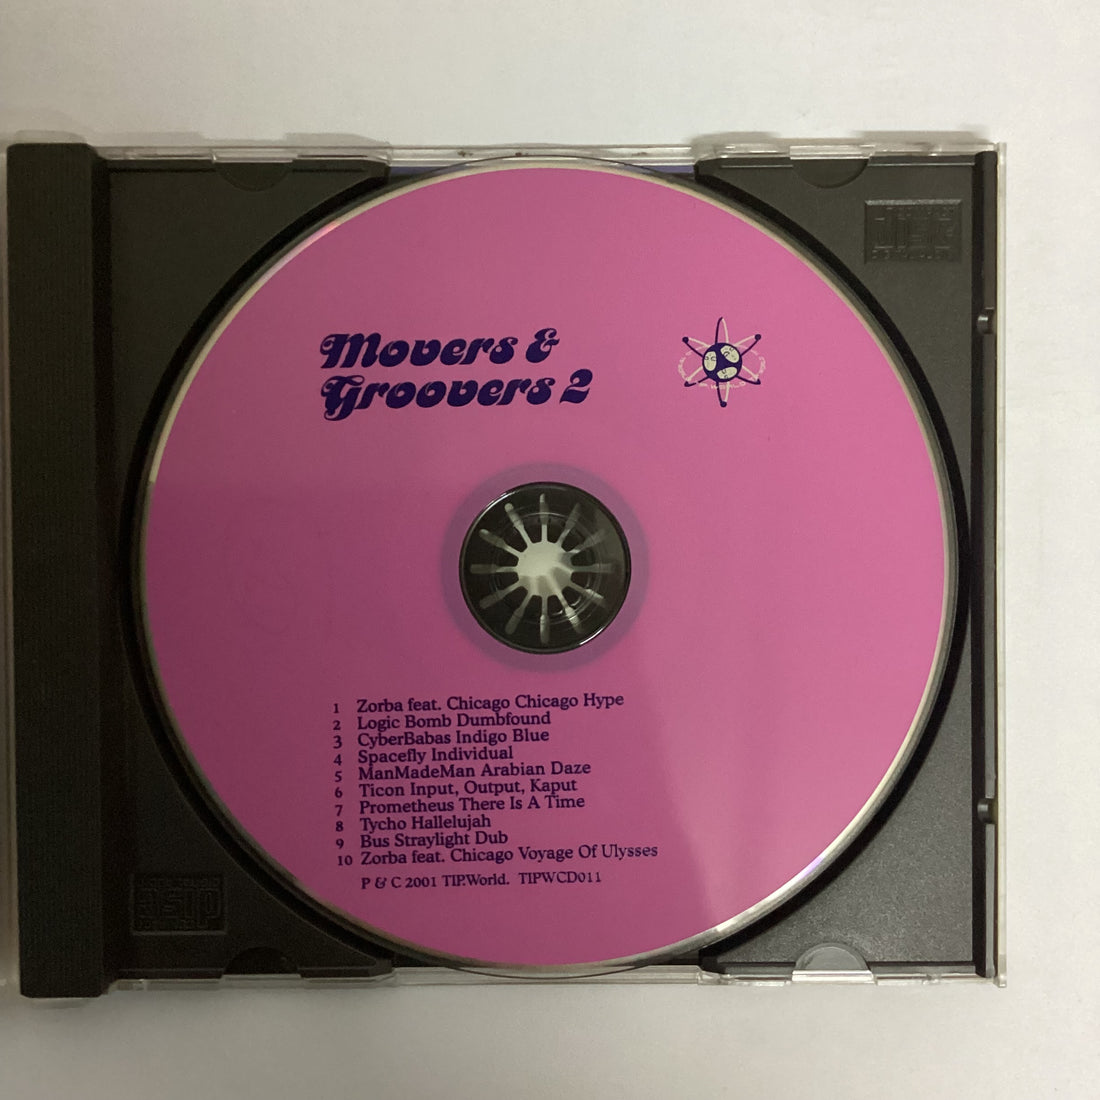 Movers &
Groovers 2
1 Zorba feat. Chicago Chicago Hype
2 Logic Bomb Dumbfound
3 CyberBabas Indigo Blue
4 Spacefly Individual
5 ManMadeMan Arabian Daze
6 Ticon Input, Output, Kaput
7 Prometheus There Is A Time
8 Tycho Hallelujah
9 Bus Straylight Dub
10 Zorba feat. Chicago Voyage Of Ulysses
P & C 2001 TIP.World. TIPWCD011